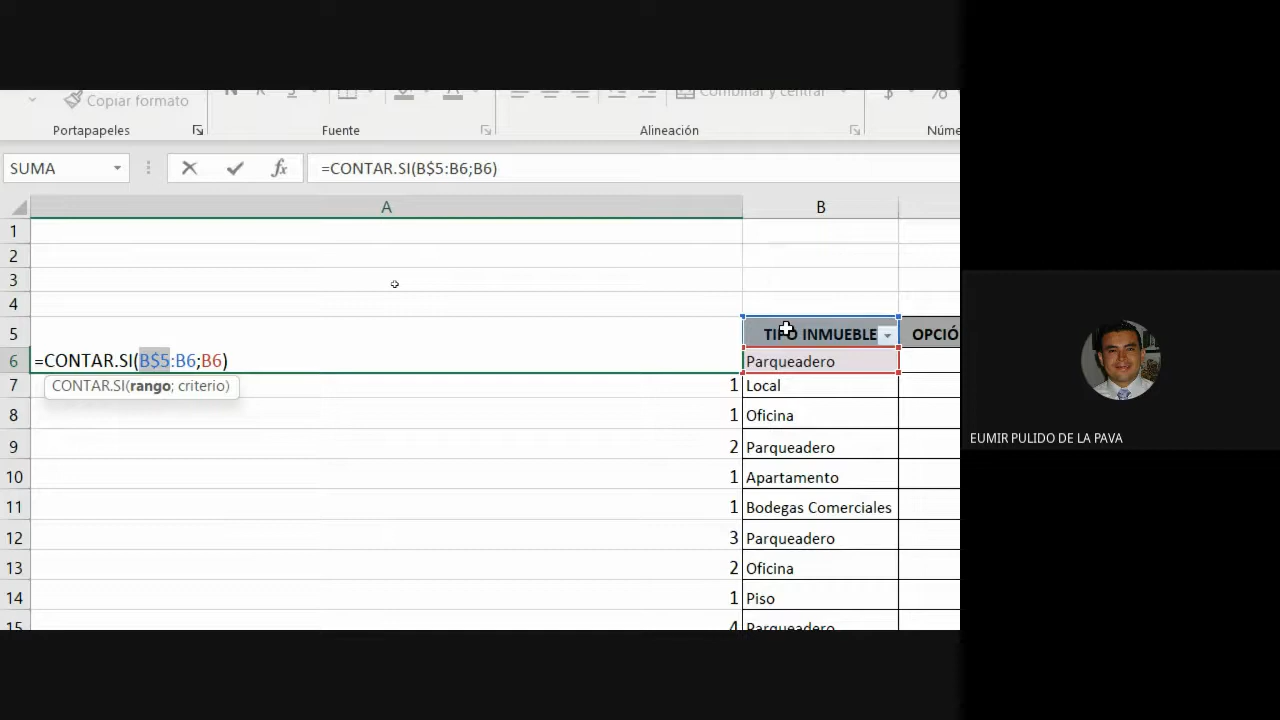 Copiar formato
Combinar y centrar
$
%
Portapapeles
Fuente
Alineación
Núme
SUMA
fx
=CONTAR.SI(B$5:B6;B6)
A
B
1
2
3
4
5
TIPO INMUEBLE
OPCIÓ
6
=CONTAR.SI(B$5:B6;B6)
Parqueadero
CONTAR.SI(rango; criterio)
7
1
Local
8
1
Oficina
9
2
Parqueadero
10
1
Apartamento
11
1
Bodegas Comerciales
12
3
Parqueadero
13
2
Oficina
14
1
Piso
15
4
Parqueadero
EUMIR PULIDO DE LA PAVA